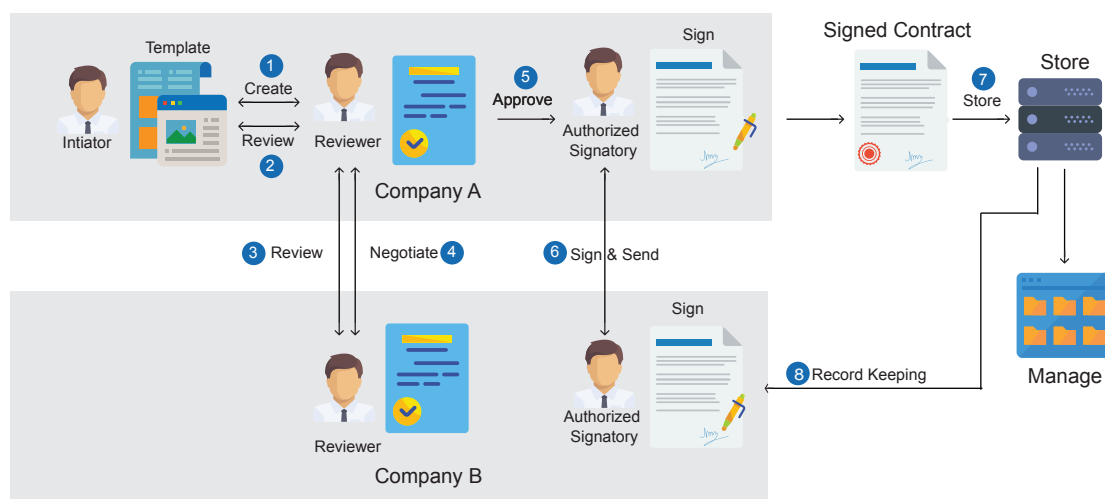 Template
Intiator
1
Create
Review
2
Reviewer
5
Approve
Authorized
Signatory
Sign
Company A
Signed Contract
7
Store
Store
3 Review
Negotiate 4
6 Sign & Send
Manage
Reviewer
Authorized
Signatory
Sign
Company B
8 Record Keeping